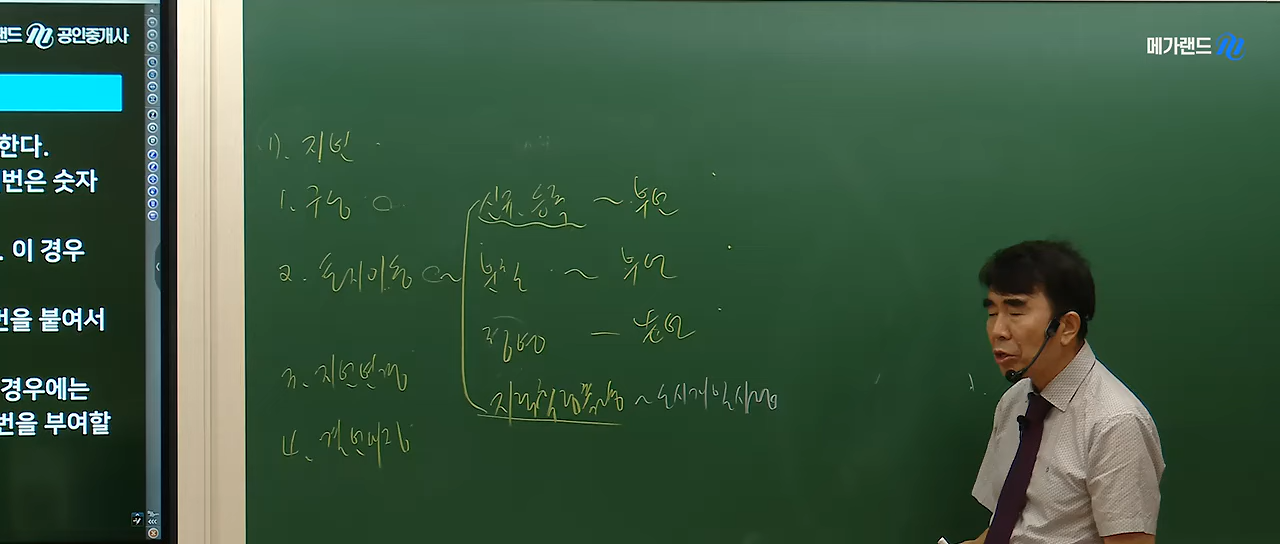 랜드 공인중개사
메가랜드
한다.
번은 숫자
. 이 경우
번을 붙여서
경우에는
번을 부여할
1). 지번
1. 구성
2. 토지이동
신규.등록 ~ 부번
분할 ~ 부번
합병 ― 본번
지적확정측량 ~ 도시개발사업
3. 지번변경
4. 결번대장